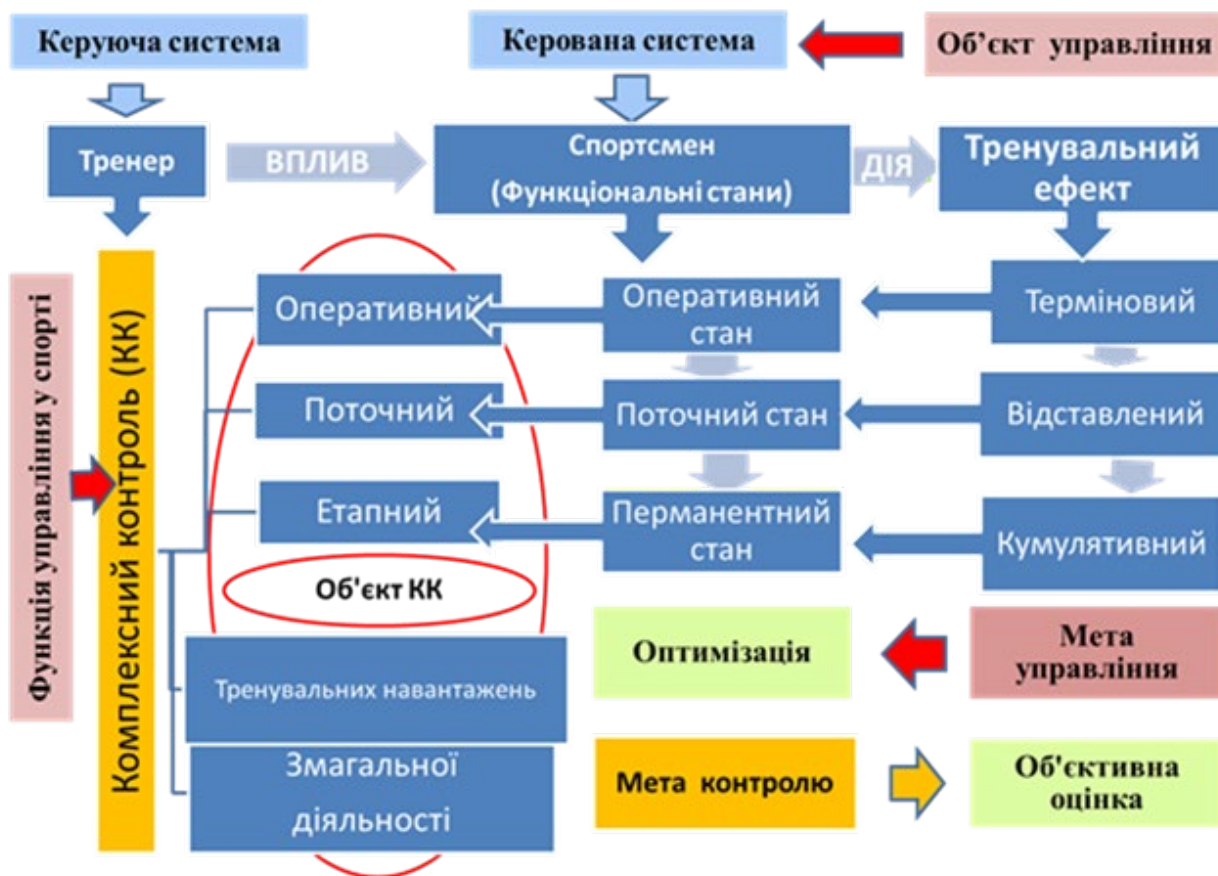 Керуюча система
Керована система
Об’єкт управління
Тренер
ВПЛИВ
Спортсмен
(Функціональні стани)
ДІЯ
Тренувальний
ефект
Функція управління у спорті
Комплексний контроль (КК)
Оперативний
Оперативний
стан
Терміновий
Поточний
Поточний стан
Відставлений
Етапний
Перманентний
стан
Кумулятивний
Об'єкт КК
Тренувальних навантажень
Оптимізація
Мета
управління
Змагальної
діяльності
Мета контролю
Об'єктивна
оцінка